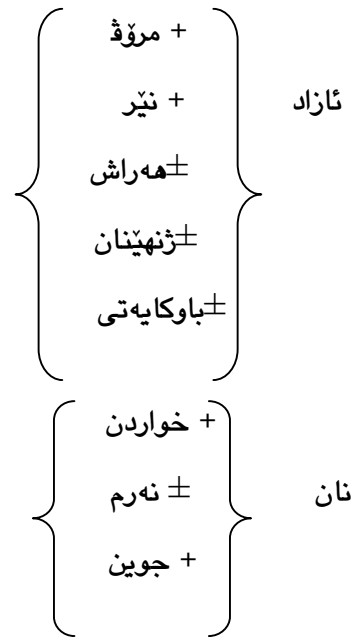 + مرۆڤ
ئازاد
+ نێر
±هەراش
±ژنهێنان
±باوکایەتی
+ خواردن
نان
± نەرم
+ جوین